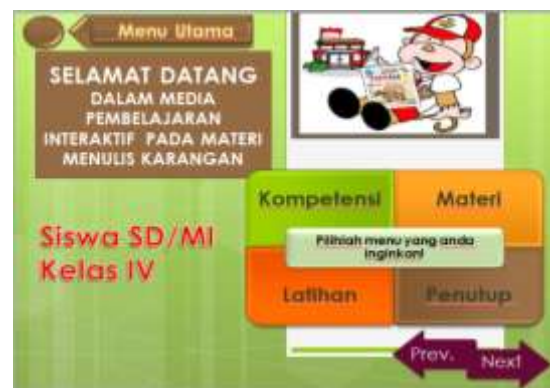 Menu Utama
SELAMAT DATANG
DALAM MEDIA
PEMBELAJARAN
INTERAKTIF PADA MATERI
MENULIS KARANGAN
Siswa SD/MI
Kelas IV
Kompetensi
Materi
Pilihlah menu yang anda
inginkan!
Latihan
Penutup
Prev.
Next